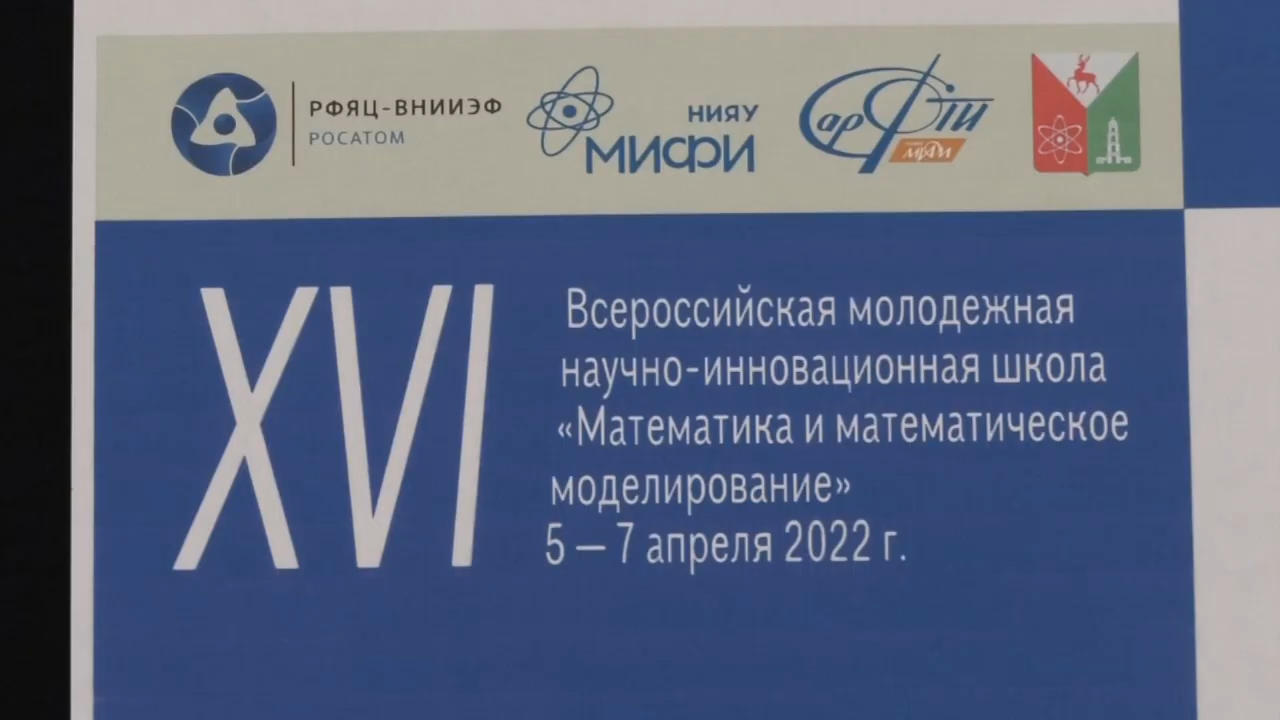 РФЯЦ-ВНИИЭФ
РОСАТОМ
НИЯУ
МИФИ
СарФТИ
МИФИ
XVI
Всероссийская молодежная
научно-инновационная школа
«Математика и математическое
моделирование»
5 – 7 апреля 2022 г.